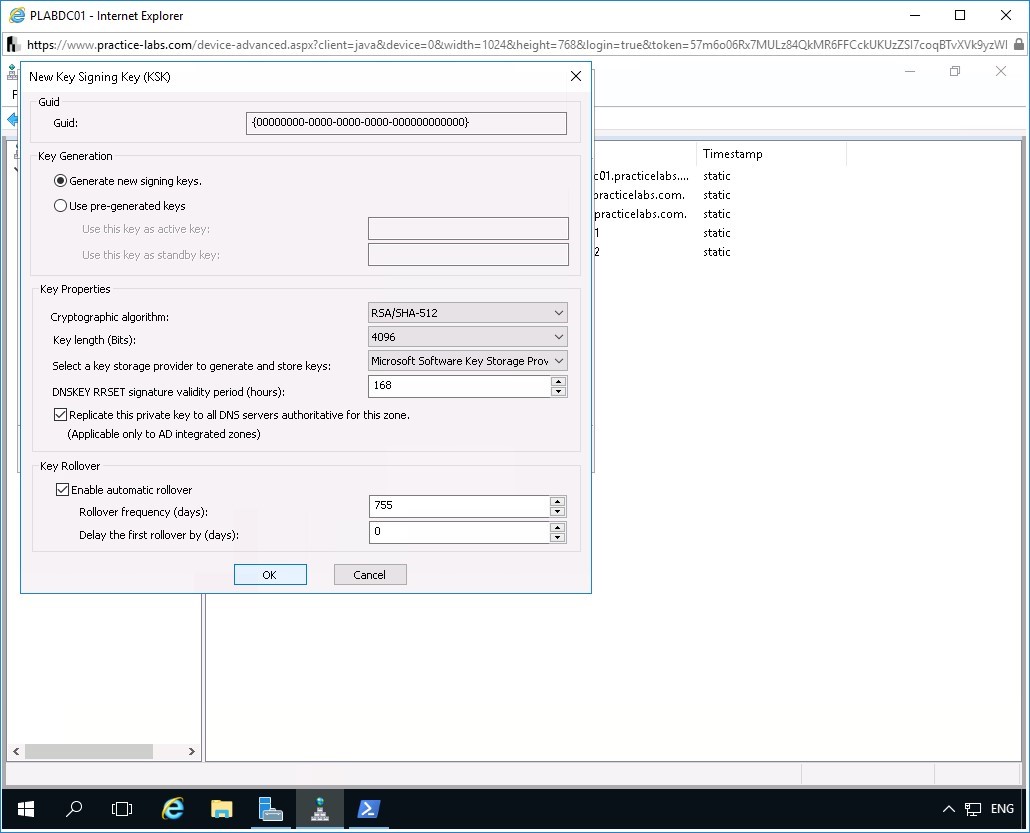 PLABDC01 - Internet Explorer
https://www.practice-labs.com/device-advanced.aspx?client=java&device=0&width=1024&height=768&login=true&token=57m6o06Rx7MULz84QkMR6FFCckUKUzZSI7coqBTvXVk9yzWl
New Key Signing Key (KSK)
Guid
Guid: {00000000-0000-0000-0000-000000000000}
Key Generation
Generate new signing keys.
Use pre-generated keys
Use this key as active key:
Use this key as standby key:
Key Properties
Cryptographic algorithm: RSA/SHA-512
Key length (Bits): 4096
Select a key storage provider to generate and store keys: Microsoft Software Key Storage Prov
DNSKEY RRSET signature validity period (hours): 168
Replicate this private key to all DNS servers authoritative for this zone.
(Applicable only to AD integrated zones)
Key Rollover
Enable automatic rollover
Rollover frequency (days): 755
Delay the first rollover by (days): 0
OK Cancel
Timestamp
c01.practicelabs.... static
practicelabs.com. static
practicelabs.com. static
1 static
2 static
ENG